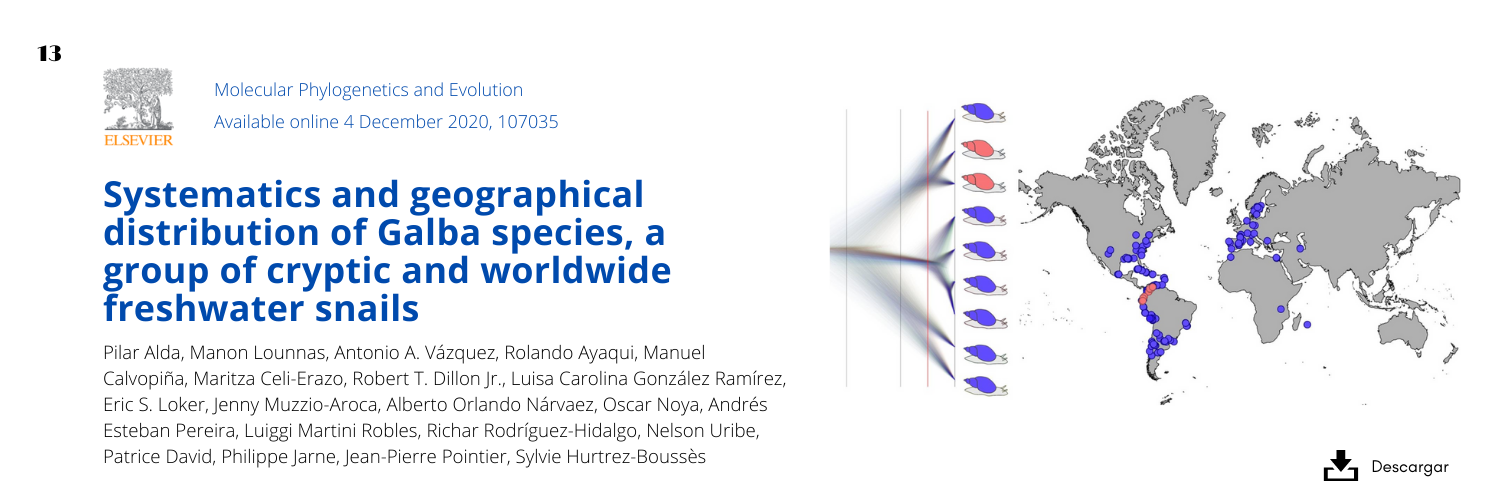 13
ELSEVIER
Molecular Phylogenetics and Evolution
Available online 4 December 2020, 107035
Systematics and geographical
distribution of Galba species, a
group of cryptic and worldwide
freshwater snails
Pilar Alda, Manon Lounnas, Antonio A. Vázquez, Rolando Ayaqui, Manuel
Calvopiña, Maritza Celi-Erazo, Robert T. Dillon Jr., Luisa Carolina González Ramírez,
Eric S. Loker, Jenny Muzzio-Aroca, Alberto Orlando Nárvaez, Oscar Noya, Andrés
Esteban Pereira, Luiggi Martini Robles, Richar Rodríguez-Hidalgo, Nelson Uribe,
Patrice David, Philippe Jarne, Jean-Pierre Pointier, Sylvie Hurtrez-Boussès
Descargar